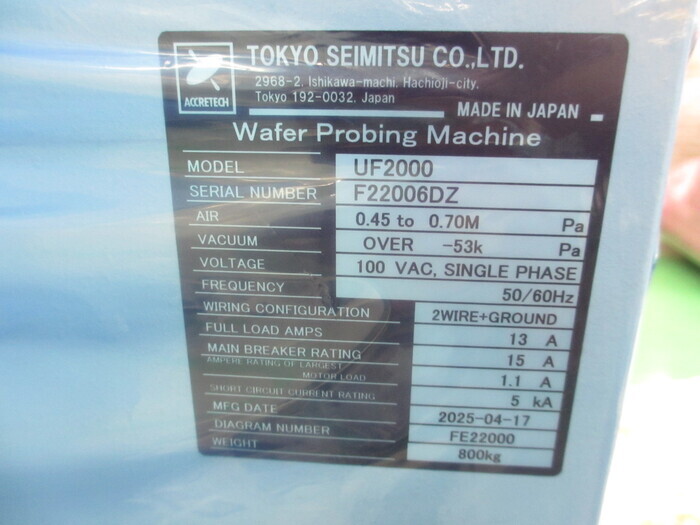 ACCRETECH
TOKYO SEIMITSU CO.,LTD.
2968-2, Ishikawa-machi, Hachioji-city,
Tokyo 192-0032, Japan
MADE IN JAPAN
Wafer Probing Machine
MODEL UF2000
SERIAL NUMBER F22006DZ
AIR 0.45 to 0.70M Pa
VACUUM OVER -53k Pa
VOLTAGE 100 VAC, SINGLE PHASE
FREQUENCY 50/60Hz
WIRING CONFIGURATION 2WIRE+GROUND
FULL LOAD AMPS 13 A
MAIN BREAKER RATING 15 A
AMPERE RATING OF LARGEST
MOTOR LOAD 1.1 A
SHORT CIRCUIT CURRENT RATING 5 kA
MFG DATE 2025-04-17
DIAGRAM NUMBER FE22000
WEIGHT 800kg